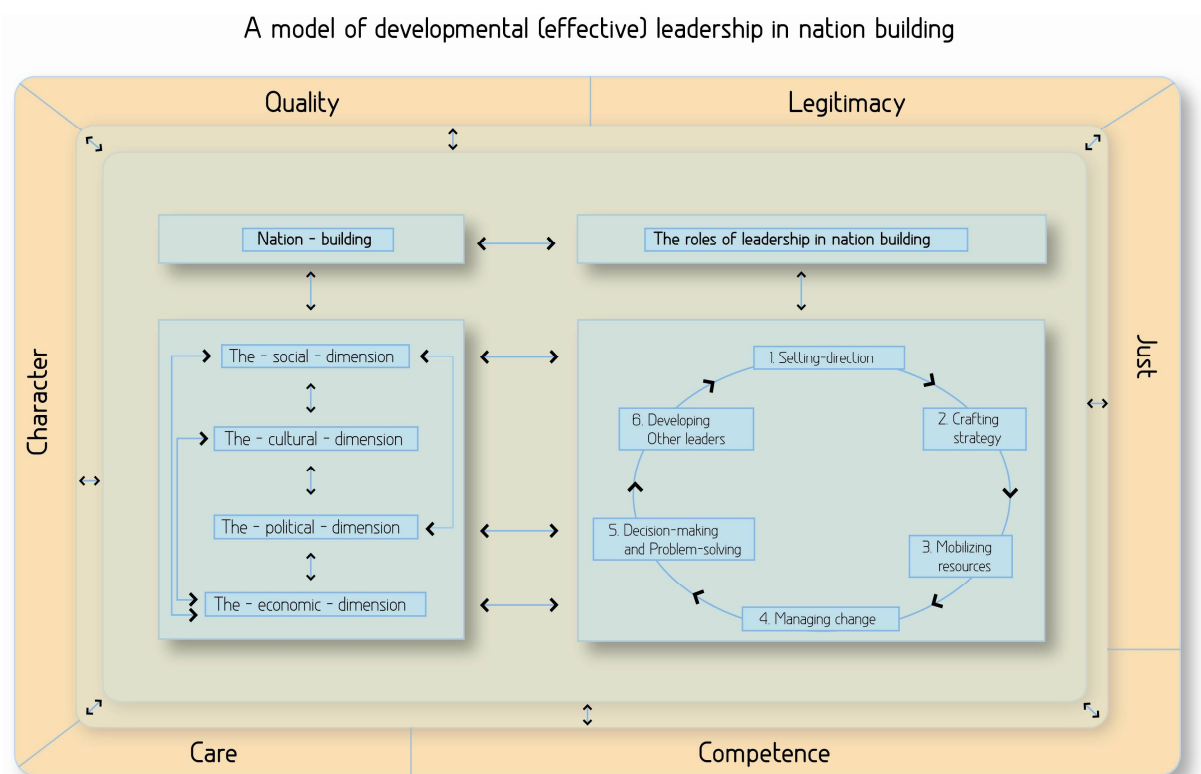 A model of developmental (effective) leadership in nation building
Quality
Legitimacy
Character
Just
Nation - building
The roles of leadership in nation building
The - social - dimension
The - cultural - dimension
The - political - dimension
The - economic - dimension
1. Setting-direction
2. Crafting
strategy
3. Mobilizing
resources
4. Managing change
5. Decision-making
and Problem-solving
6. Developing
Other leaders
Care
Competence